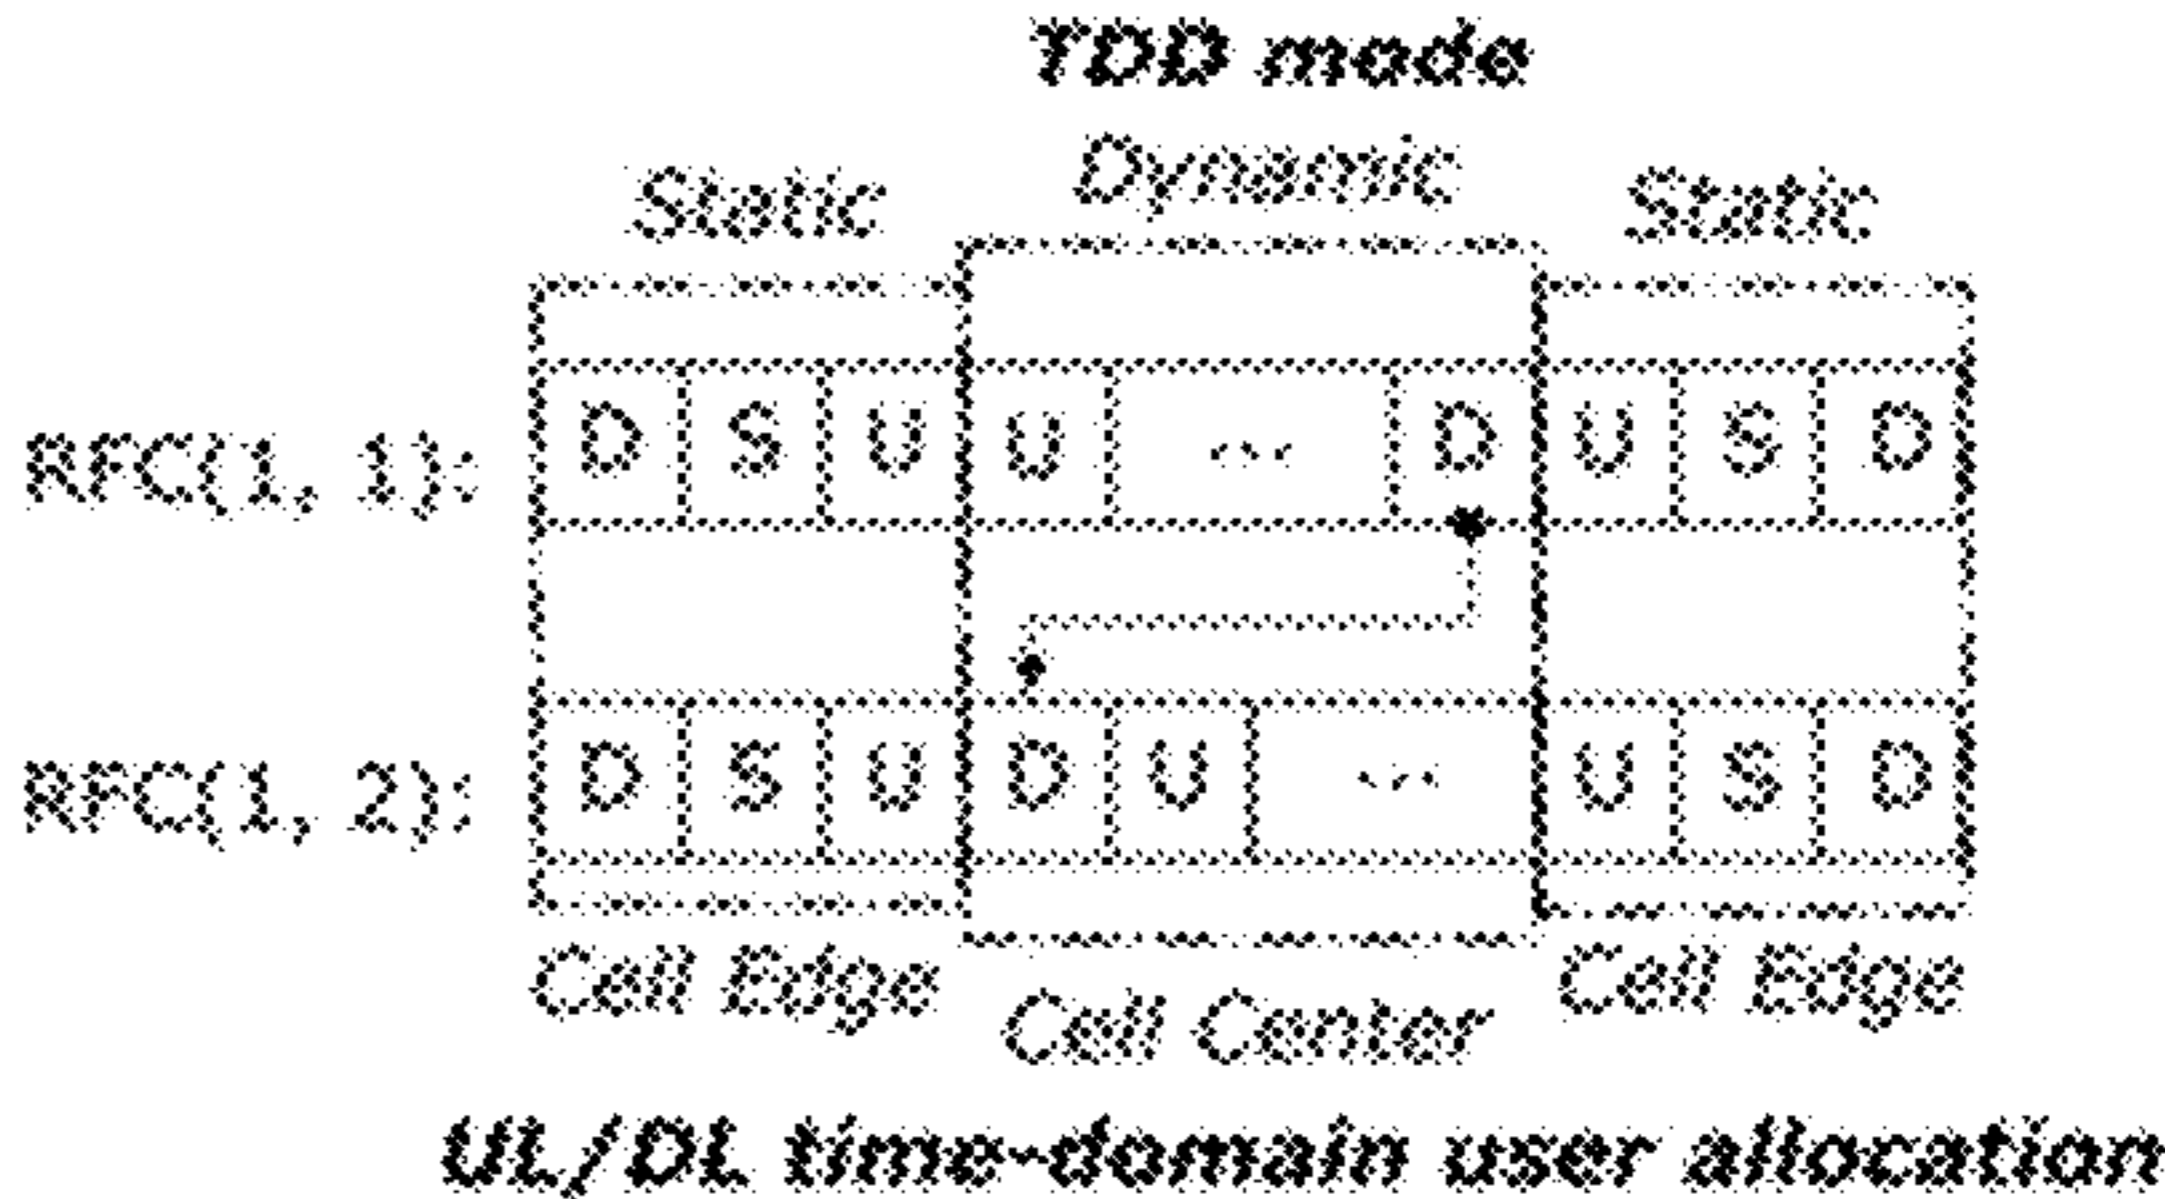 TDD mode
Static Dynamic Static
RFC(1, 1): D S U U ... D U S D
RFC(1, 2): D S U D U ... U S D
Cell Edge Cell Center Cell Edge
UL/DL time-domain user allocation